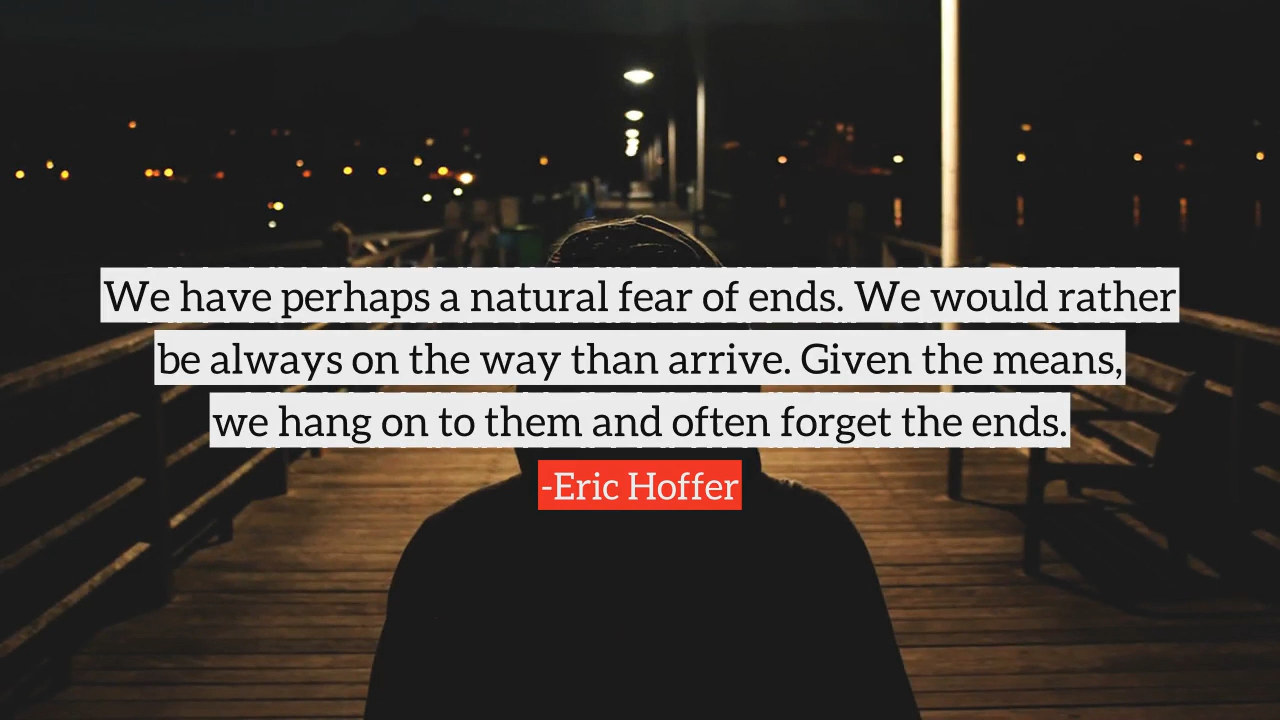 We have perhaps a natural fear of ends. We would rather
be always on the way than arrive. Given the means,
we hang on to them and often forget the ends.
-Eric Hoffer